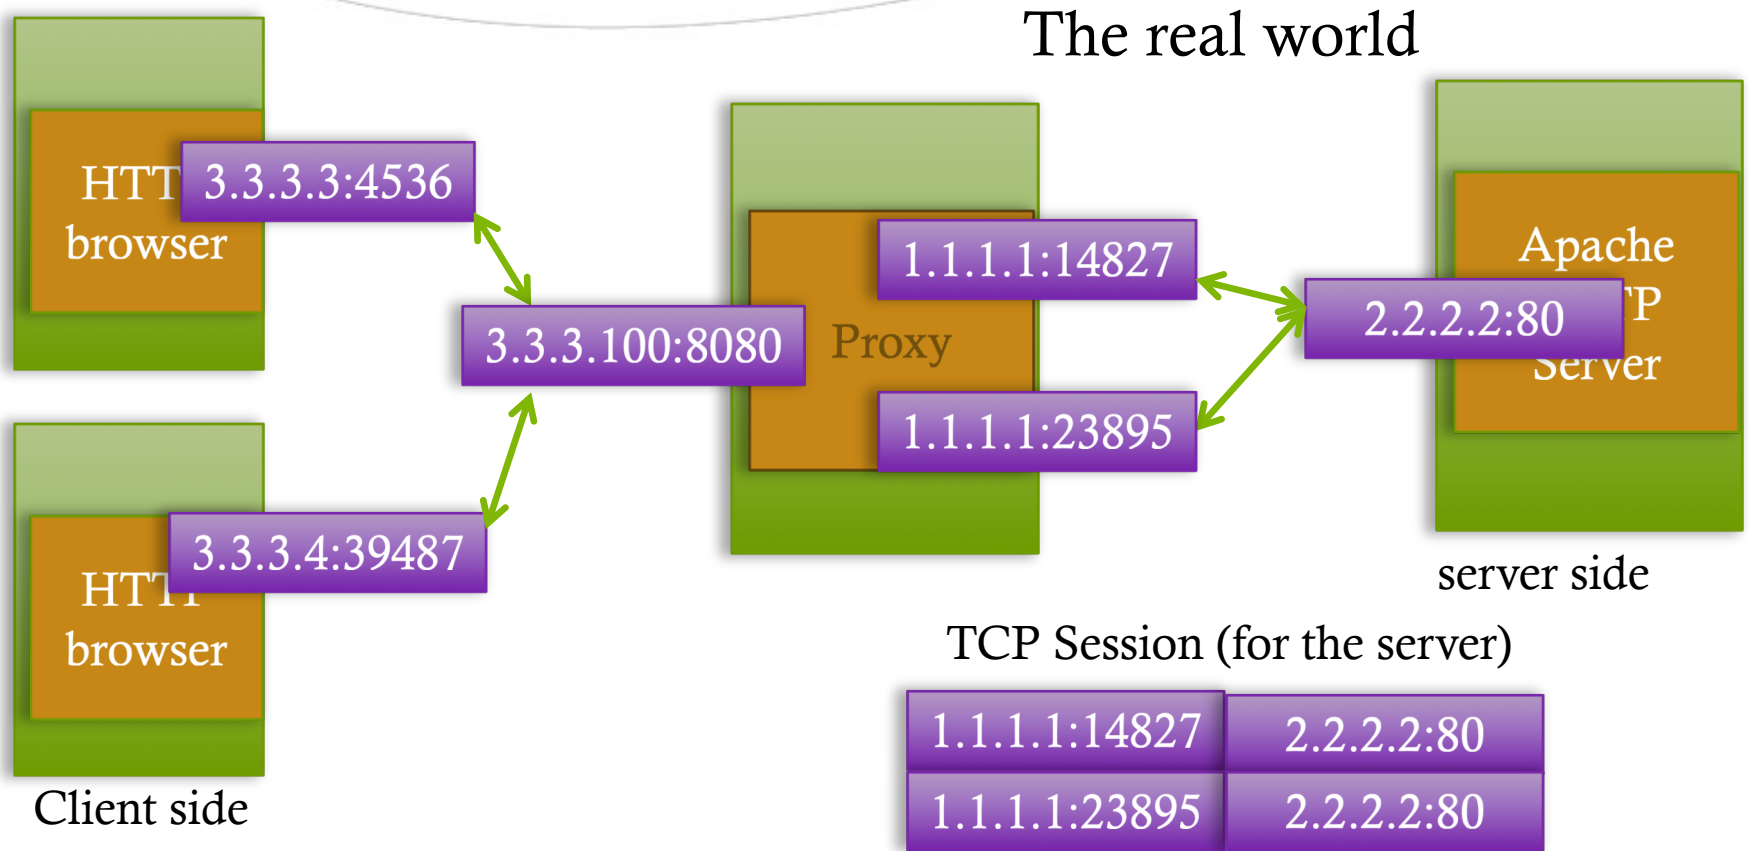 The real world
HTT
browser
3.3.3.3:4536
3.3.3.100:8080
Proxy
1.1.1.1:14827
1.1.1.1:23895
2.2.2.2:80
Apache
TP
Server
HTTP
browser
3.3.3.4:39487
Client side
server side
TCP Session (for the server)
1.1.1.1:14827 2.2.2.2:80
1.1.1.1:23895 2.2.2.2:80